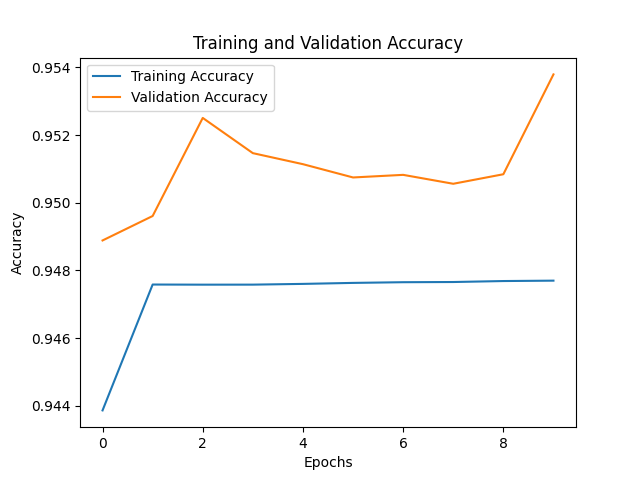 Training and Validation Accuracy
Training Accuracy
Validation Accuracy
0.954
0.952
0.950
0.948
0.946
0.944
Accuracy
0 2 4 6 8
Epochs